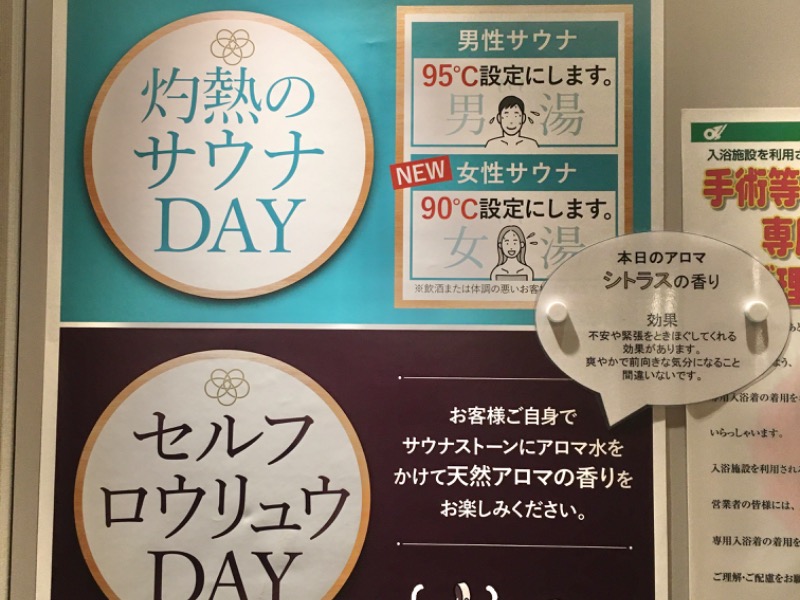 灼熱の
サウナ
DAY
男性サウナ
95℃設定にします。
男 湯
NEW 女性サウナ
90℃設定にします。
女 湯
※飲酒または体調の悪いお客
セルフ
ロウリュウ
DAY
お客様ご自身で
サウナストーンにアロマ水を
かけて天然アロマの香りを
お楽しみください。
本日のアロマ
シトラスの香り
効果
不安や緊張をときほぐしてくれる
効果があります。
爽やかで前向きな気分になること
間違いないです。
入浴施設を利用さ
手術等
専
理
よう、
専用入浴着の着用を
いらっしゃいます。
入浴施設を利用され
営業者の皆様には、
専用入浴着の着用を
ご理解・ご配慮をお願